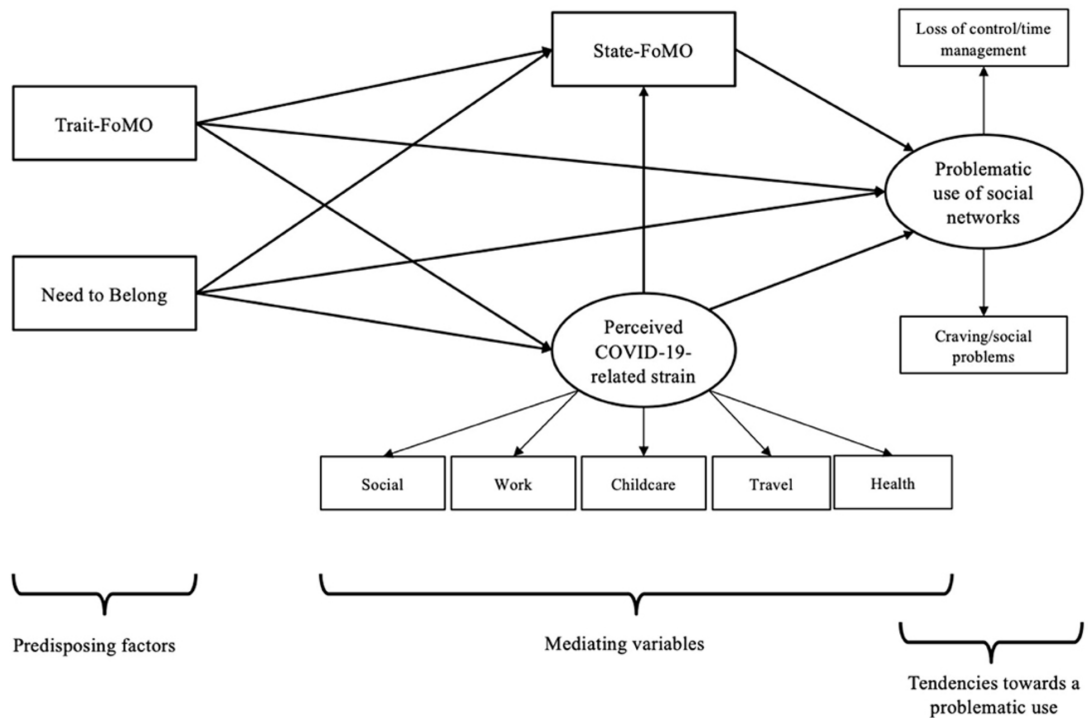 Trait-FoMO
Need to Belong
State-FoMO
Perceived
COVID-19-
related strain
Problematic
use of social
networks
Loss of control/time
management
Craving/social
problems
Social
Work
Childcare
Travel
Health
Predisposing factors
Mediating variables
Tendencies towards a
problematic use